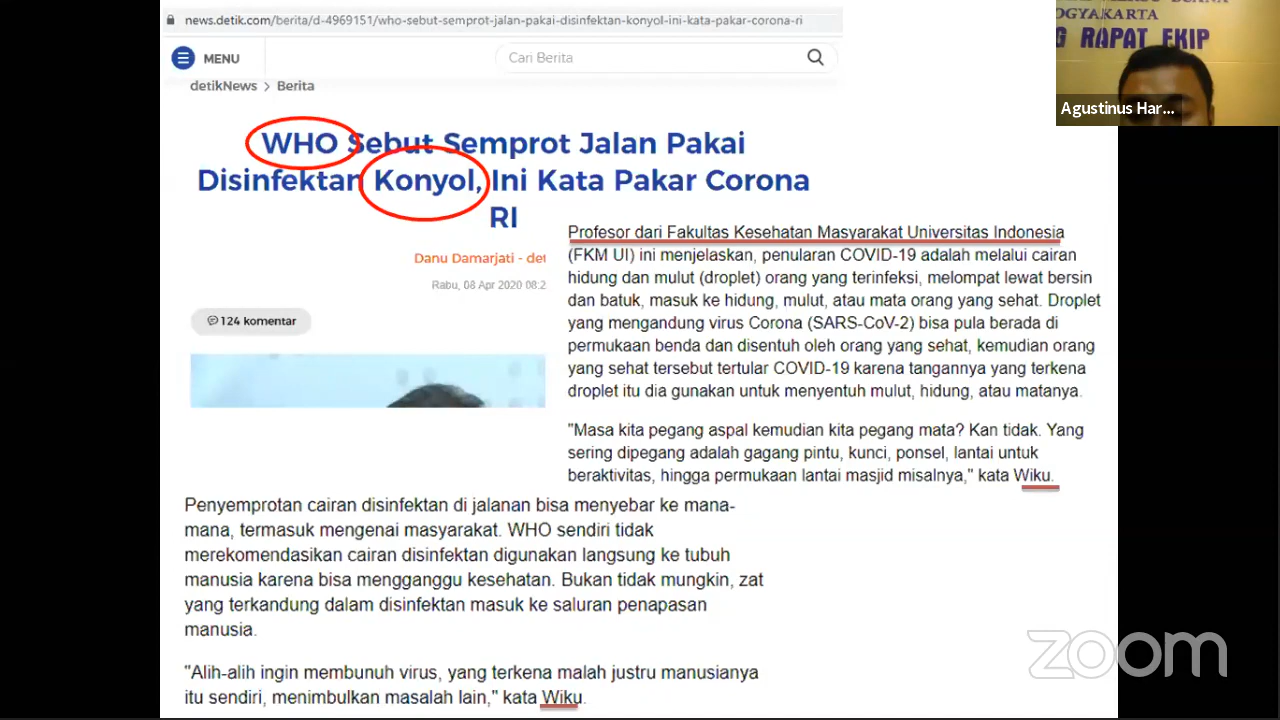 news.detik.com/berita/d-4969151/who-sebut-semprot-jalan-pakai-disinfektan-konyol-ini-kata-pakar-corona-ri
MENU
Cari Berita
detikNews > Berita
WHO Sebut Semprot Jalan Pakai
Disinfektan Konyol, Ini Kata Pakar Corona
RI
Danu Damarjati - det
Rabu, 08 Apr 2020 08:2
124 komentar
Profesor dari Fakultas Kesehatan Masyarakat Universitas Indonesia
(FKM UI) ini menjelaskan, penularan COVID-19 adalah melalui cairan
hidung dan mulut (droplet) orang yang terinfeksi, melompat lewat bersin
dan batuk, masuk ke hidung, mulut, atau mata orang yang sehat. Droplet
yang mengandung virus Corona (SARS-CoV-2) bisa pula berada di
permukaan benda dan disentuh oleh orang yang sehat, kemudian orang
yang sehat tersebut tertular COVID-19 karena tangannya yang terkena
droplet itu dia gunakan untuk menyentuh mulut, hidung, atau matanya.
"Masa kita pegang aspal kemudian kita pegang mata? Kan tidak. Yang
sering dipegang adalah gagang pintu, kunci, ponsel, lantai untuk
beraktivitas, hingga permukaan lantai masjid misalnya," kata Wiku.
Penyemprotan cairan disinfektan di jalanan bisa menyebar ke mana-
mana, termasuk mengenai masyarakat. WHO sendiri tidak
merekomendasikan cairan disinfektan digunakan langsung ke tubuh
manusia karena bisa mengganggu kesehatan. Bukan tidak mungkin, zat
yang terkandung dalam disinfektan masuk ke saluran penapasan
manusia.
"Alih-alih ingin membunuh virus, yang terkena malah justru manusianya
itu sendiri, menimbulkan masalah lain," kata Wiku.
OGYAKARTA
G RAPAT FKIP
Agustinus Har...
zoom